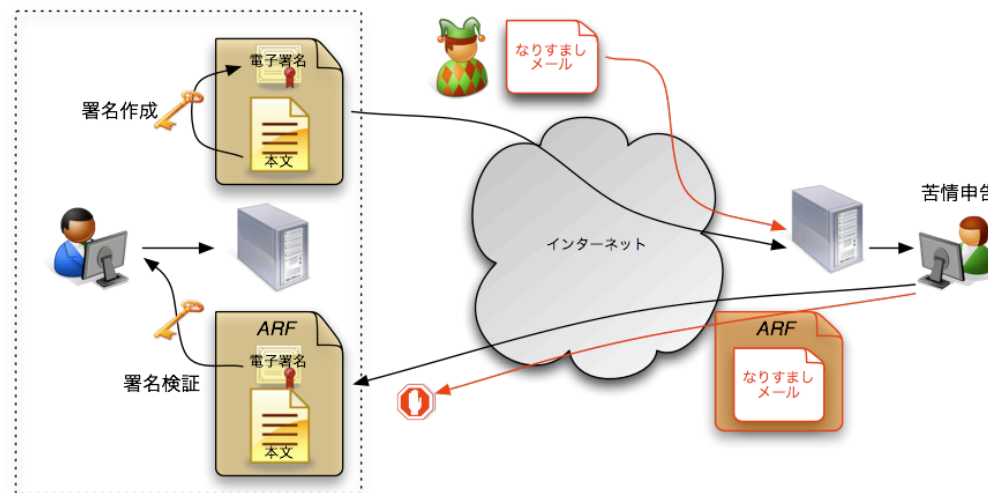 電子署名
署名作成
本文
なりすまし
メール
インターネット
苦情申告
ARF
電子署名
署名検証
本文
ARF
なりすまし
メール